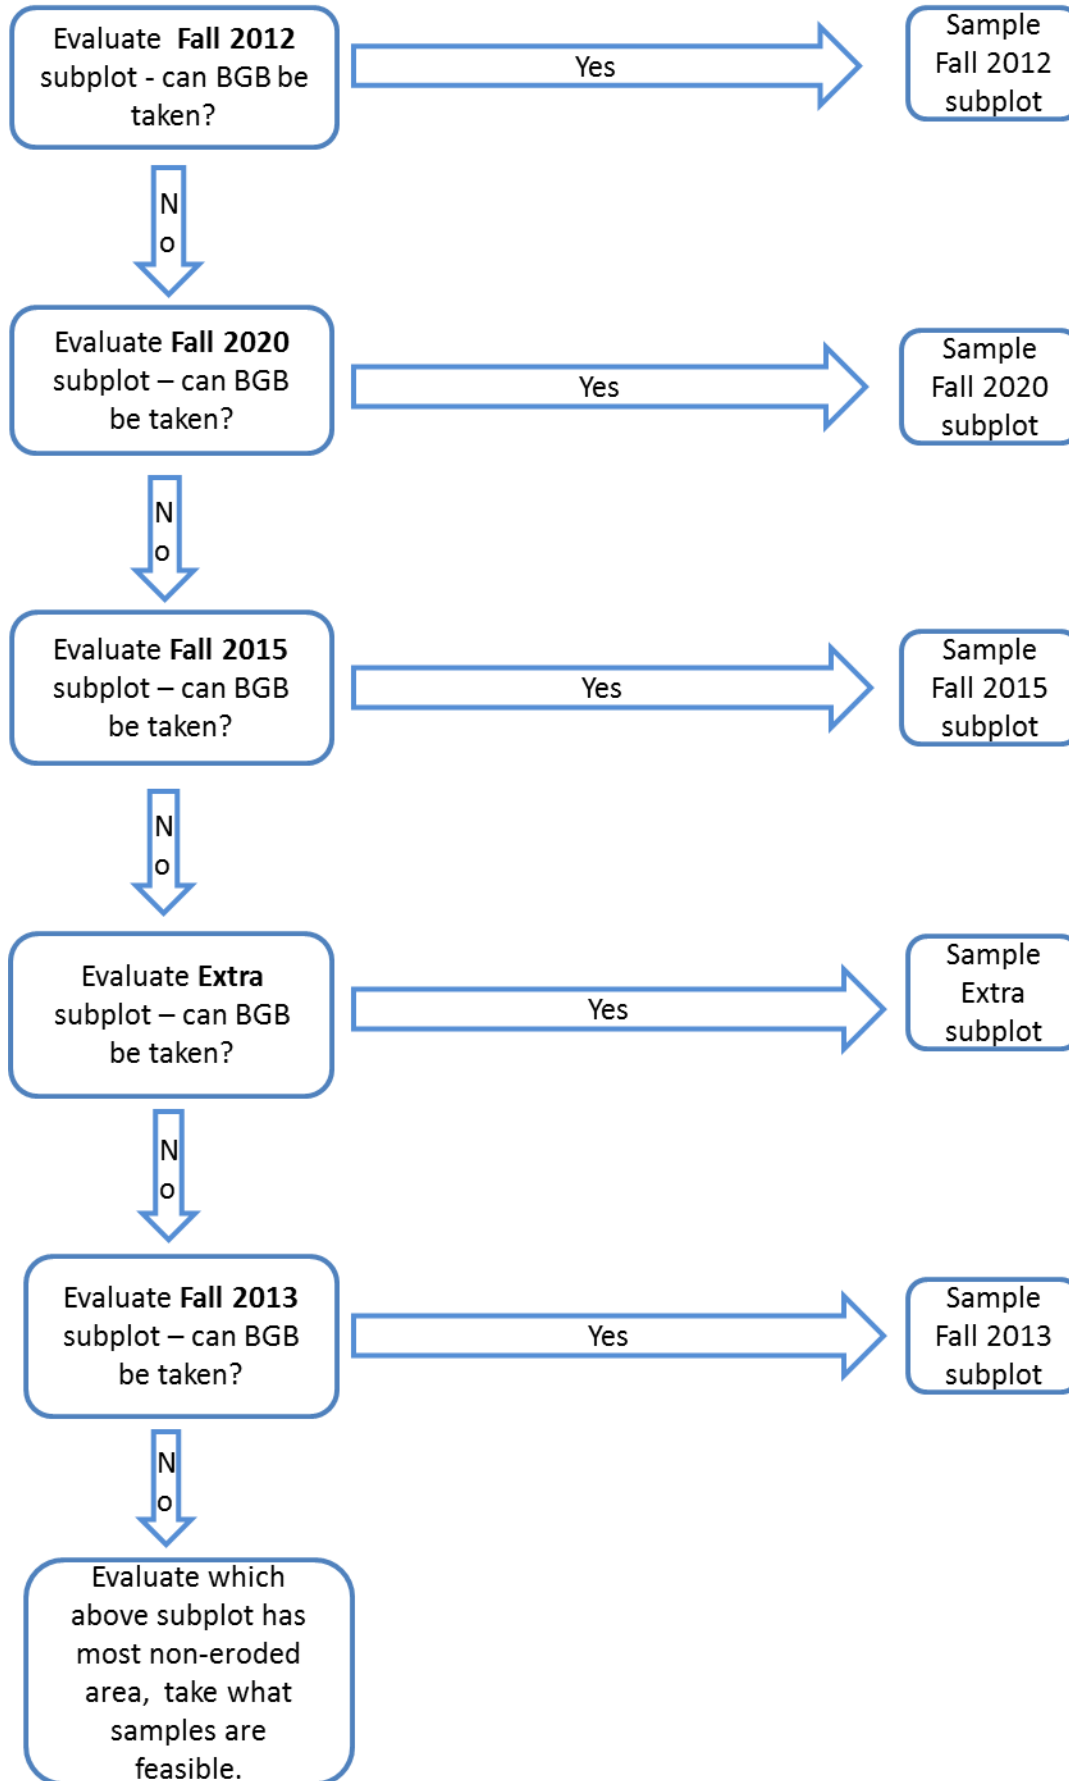 Evaluate Fall 2012
subplot - can BGB be
taken?
Yes
Sample
Fall 2012
subplot
N
o
Evaluate Fall 2020
subplot – can BGB
be taken?
Yes
Sample
Fall 2020
subplot
N
o
Evaluate Fall 2015
subplot – can BGB
be taken?
Yes
Sample
Fall 2015
subplot
N
o
Evaluate Extra
subplot – can BGB
be taken?
Yes
Sample
Extra
subplot
N
o
Evaluate Fall 2013
subplot – can BGB
be taken?
Yes
Sample
Fall 2013
subplot
N
o
Evaluate which
above subplot has
most non-eroded
area, take what
samples are
feasible.